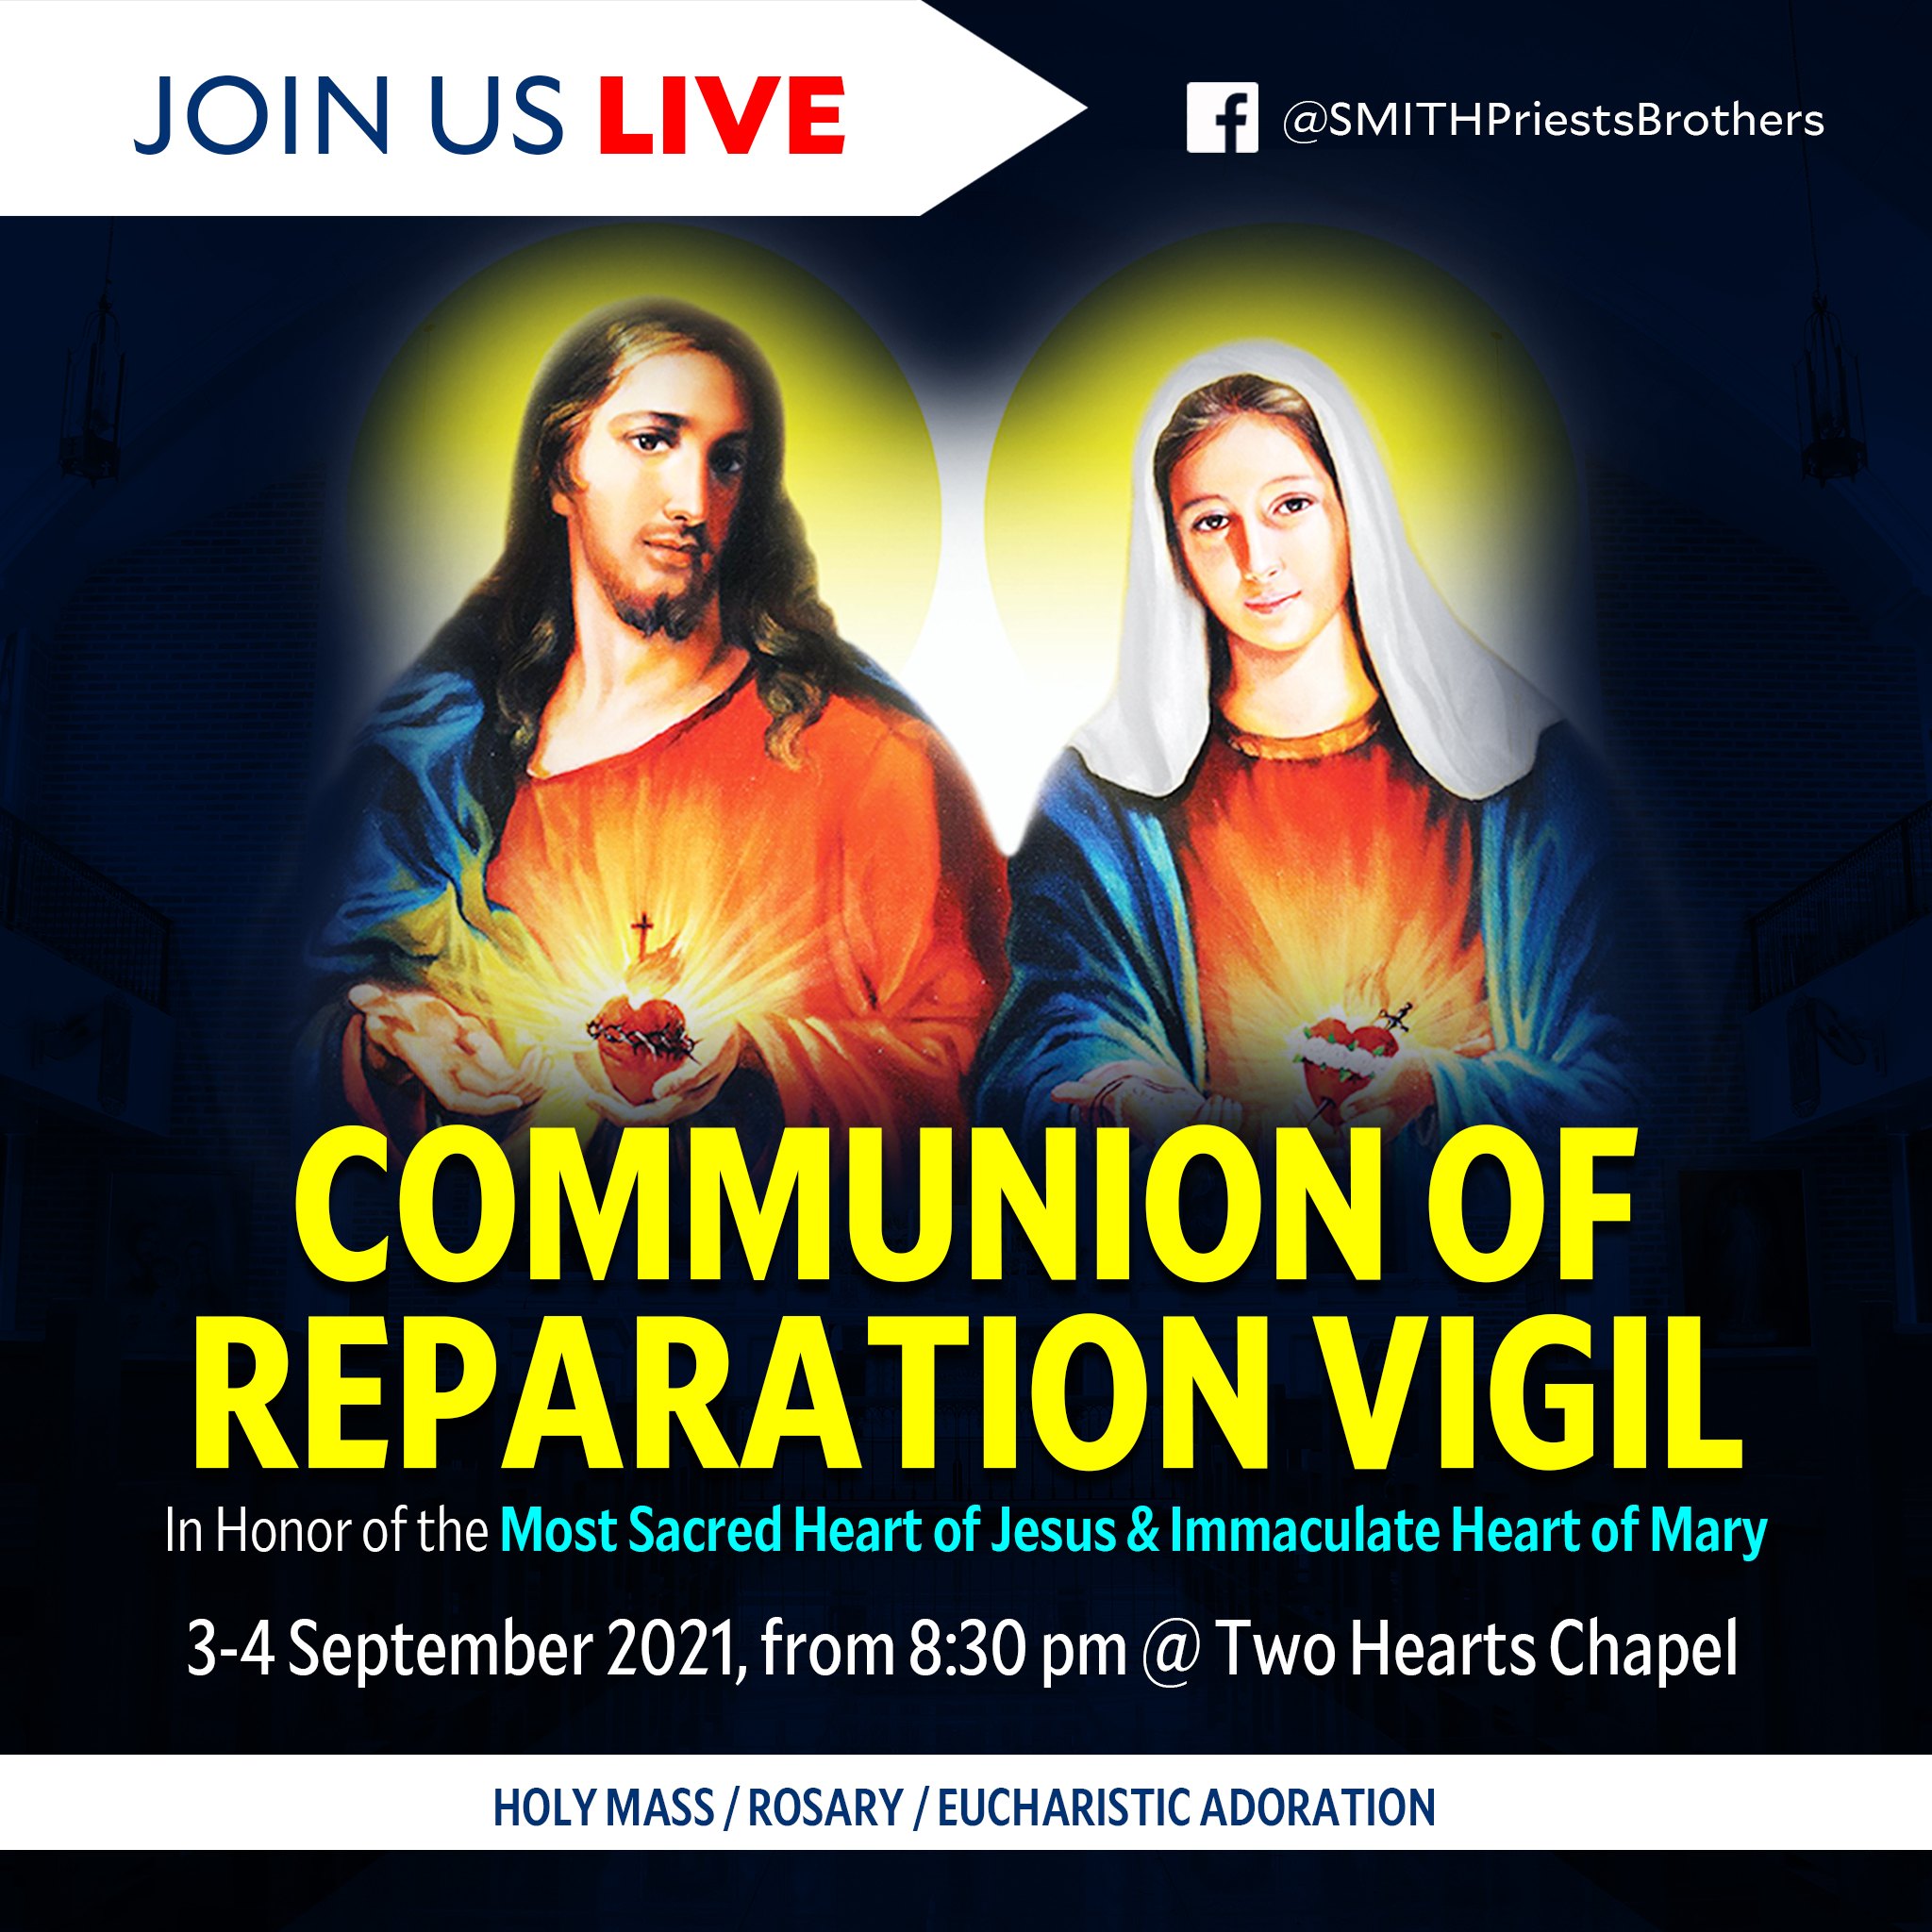 JOIN US LIVE
@SMITHPriestsBrothers
COMMUNION OF
REPARATION VIGIL
In Honor of the Most Sacred Heart of Jesus & Immaculate Heart of Mary
3-4 September 2021, from 8:30 pm @ Two Hearts Chapel
HOLY MASS / ROSARY / EUCHARISTIC ADORATION